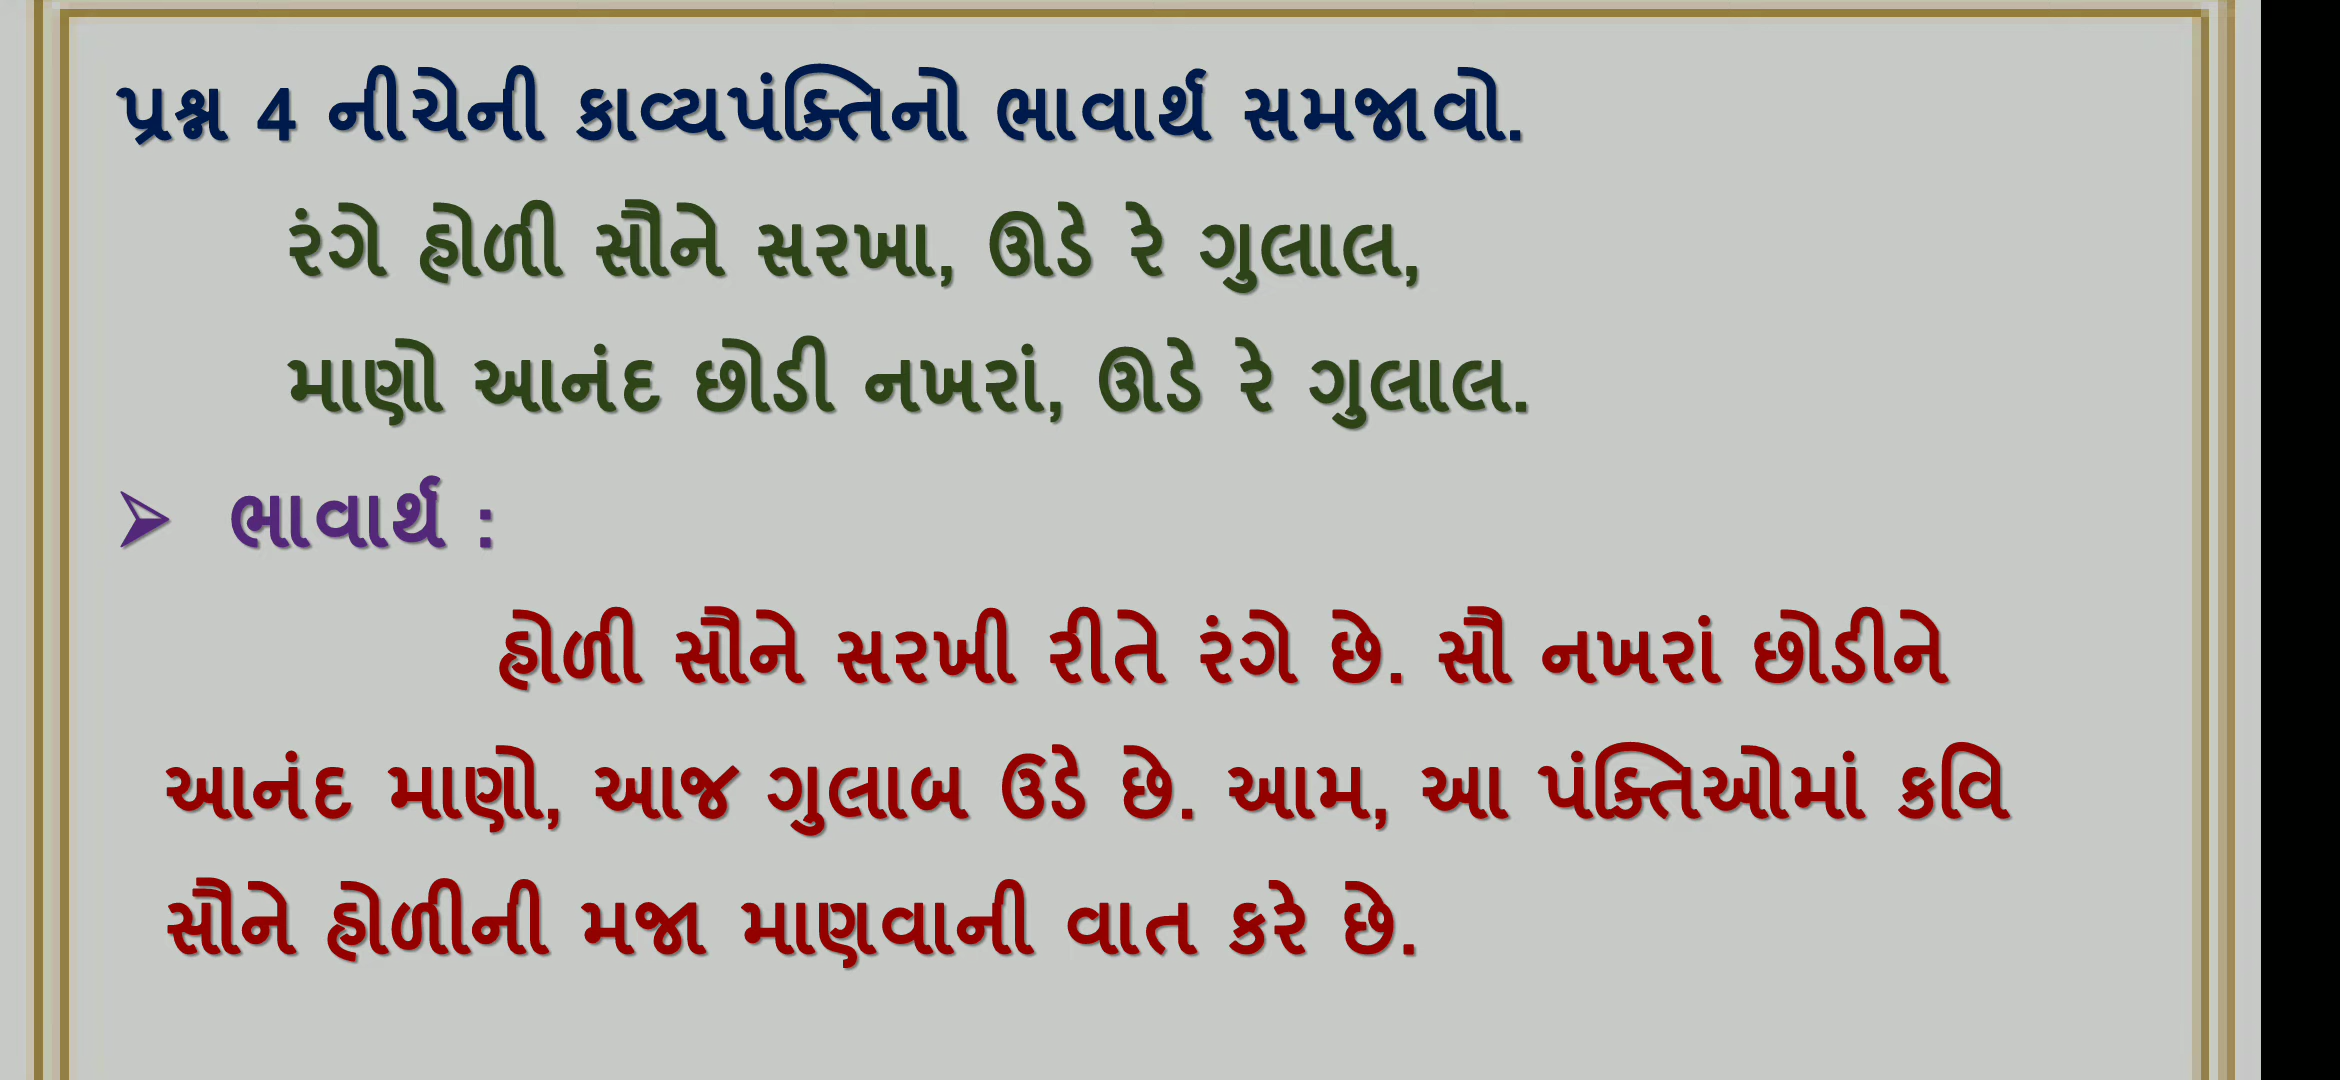 પ્રશ્ન 4 નીચેની કાવ્યપંક્તિનો ભાવાર્થ સમજાવો.
રંગે હોળી સૌને સરખા, ઊડે રે ગુલાલ,
માણો આનંદ છોડી નખરાં, ઊડે રે ગુલાલ.
➢ ભાવાર્થ :
હોળી સૌને સરખી રીતે રંગે છે. સૌ નખરાં છોડીને
આનંદ માણો, આજ ગુલાબ ઉડે છે. આમ, આ પંક્તિઓમાં કવિ
સૌને હોળીની મજા માણવાની વાત કરે છે.